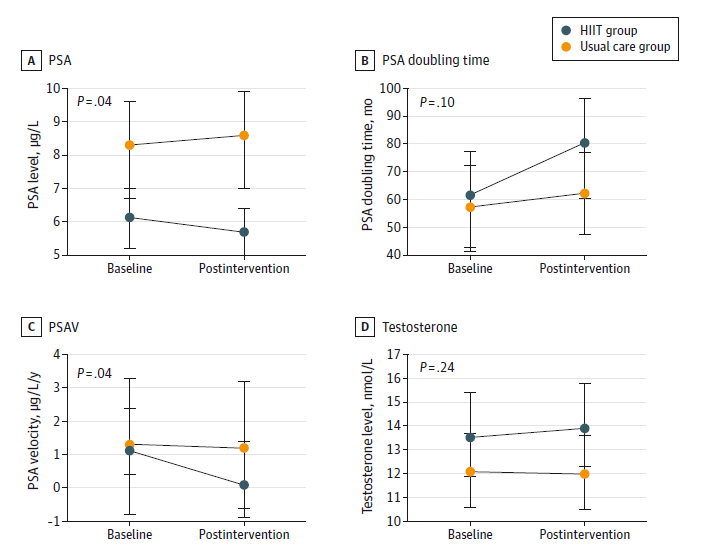 HIIT group
Usual care group
A PSA
P = .04
PSA level, µg/L
10
9
8
7
6
5
Baseline Postintervention
B PSA doubling time
P = .10
PSA doubling time, mo
100
90
80
70
60
50
40
Baseline Postintervention
C PSAV
P = .04
PSA velocity, µg/L/y
4
3
2
1
0
-1
Baseline Postintervention
D Testosterone
P = .24
Testosterone level, nmol/L
17
16
15
14
13
12
11
10
Baseline Postintervention